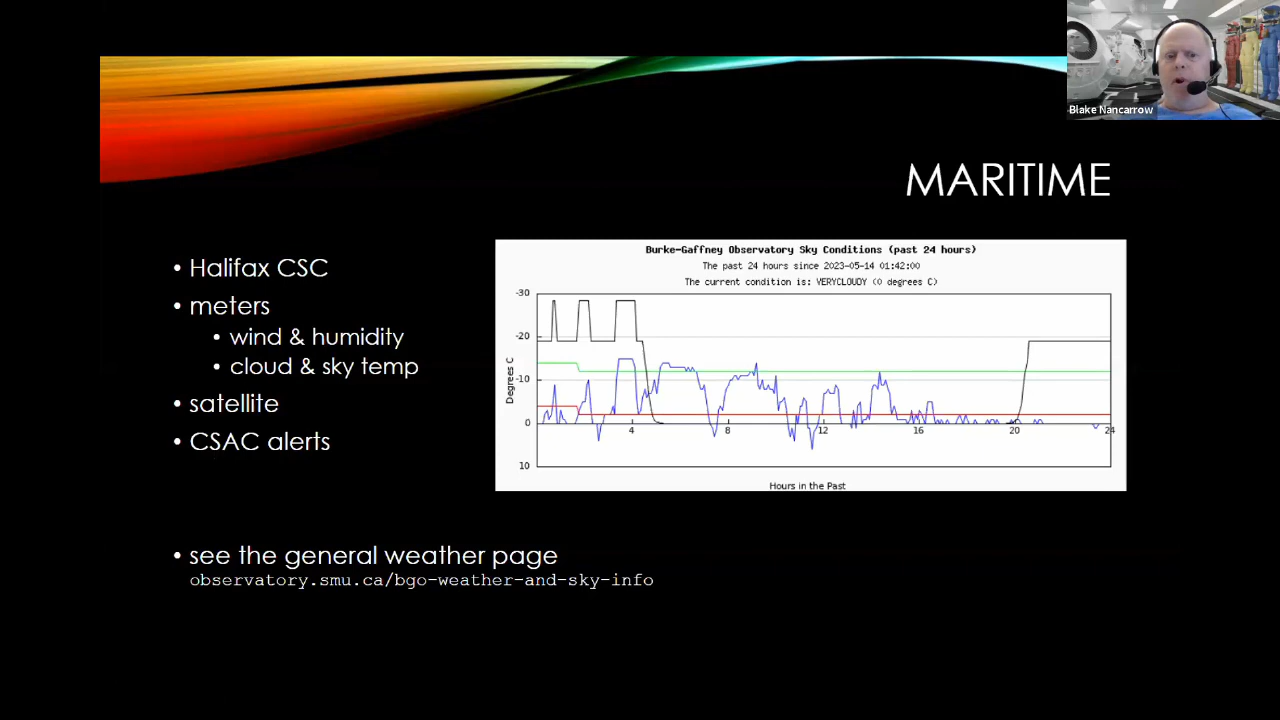 Blake Nancarrow
MARITIME
• Halifax CSC
• meters
• wind & humidity
• cloud & sky temp
• satellite
• CSAC alerts
• see the general weather page
observatory.smu.ca/bgo-weather-and-sky-info
Burke-Gaffney Observatory Sky Conditions (past 24 hours)
The past 24 hours since 2023-05-14 01:42:00
The current condition is: VERYCLOUDY (0 degrees C)
-30
-20
-10
0
10
Degrees C
4 8 12 16 20 24
Hours in the Past